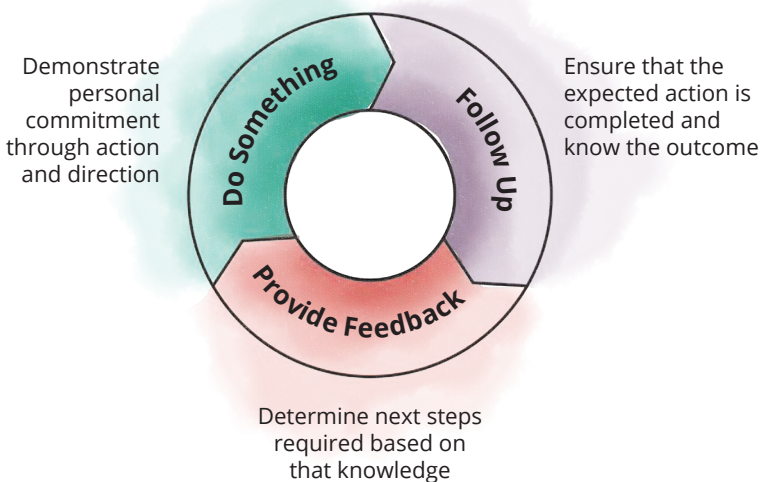 Demonstrate
personal
commitment
through action
and direction
Do Something
Follow Up
Ensure that the
expected action is
completed and
know the outcome
Provide Feedback
Determine next steps
required based on
that knowledge